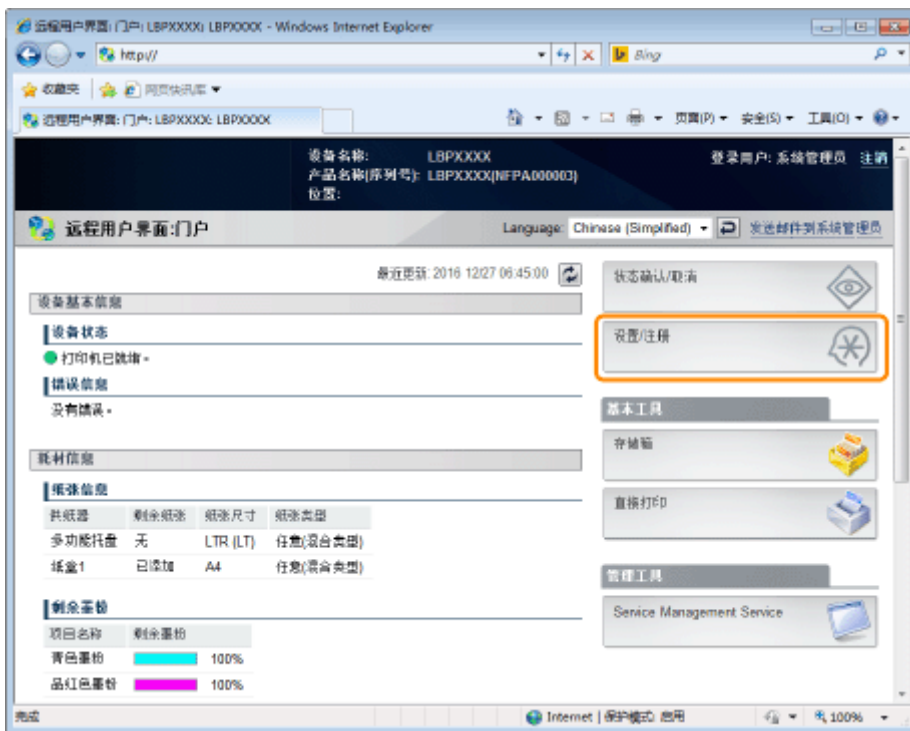 远程用户界面: 门户: LBPXXXX: LBPXXXX - Windows Internet Explorer
http://
Bing
收藏夹 网页快讯库
远程用户界面: 门户: LBPXXXX: LBPXXXX
页面(P) 安全(S) 工具(O)
设备名称: LBPXXXX
产品名称(序列号): LBPXXXX(NFPA000003)
位置:
登录用户: 系统管理员 注销
远程用户界面:门户
Language: Chinese (Simplified) 发送邮件到系统管理员
最近更新: 2016 12/27 06:45:00
设备基本信息
设备状态
打印机已就绪。
错误信息
没有错误。
耗材信息
纸张信息
供纸器 剩余纸张 纸张尺寸 纸张类型
多功能托盘 无 LTR (LT) 任意(混合类型)
纸盒1 已添加 A4 任意(混合类型)
剩余墨粉
项目名称 剩余墨粉
青色墨粉 100%
品红色墨粉 100%
状态确认/取消
设置/注册
基本工具
存储箱
直接打印
管理工具
Service Management Service
完成
Internet | 保护模式: 启用
100%